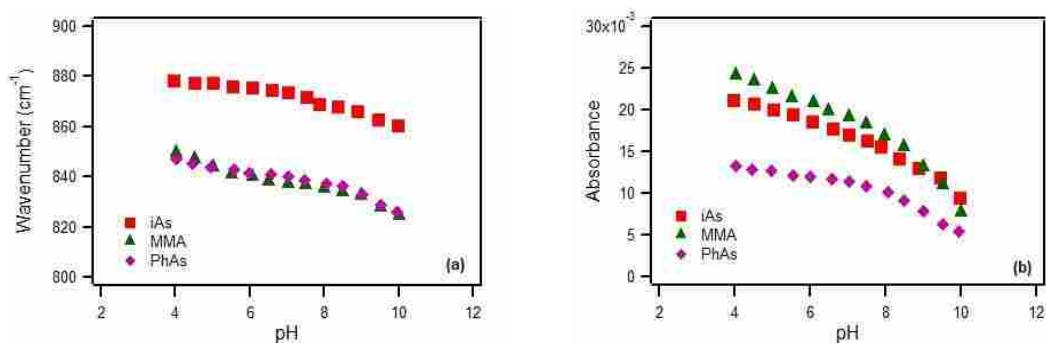 900
880
860
840
820
800
Wavenumber (cm⁻¹)
iAs
MMA
PhAs
(a)
2
4
6
8
10
12
pH
30x10⁻³
25
20
15
10
5
0
Absorbance
iAs
MMA
PhAs
(b)
2
4
6
8
10
12
pH